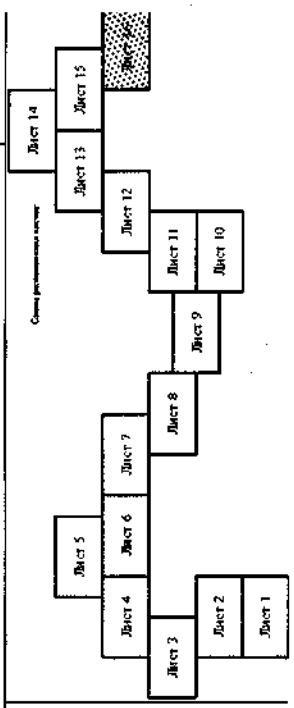 Лист 14
Схема расположения листов
Лист 5
Лист 13
Лист 15
Лист 4
Лист 6
Лист 7
Лист 12
Лист 3
Лист 8
Лист 11
Лист 9
Лист 2
Лист 10
Лист 1